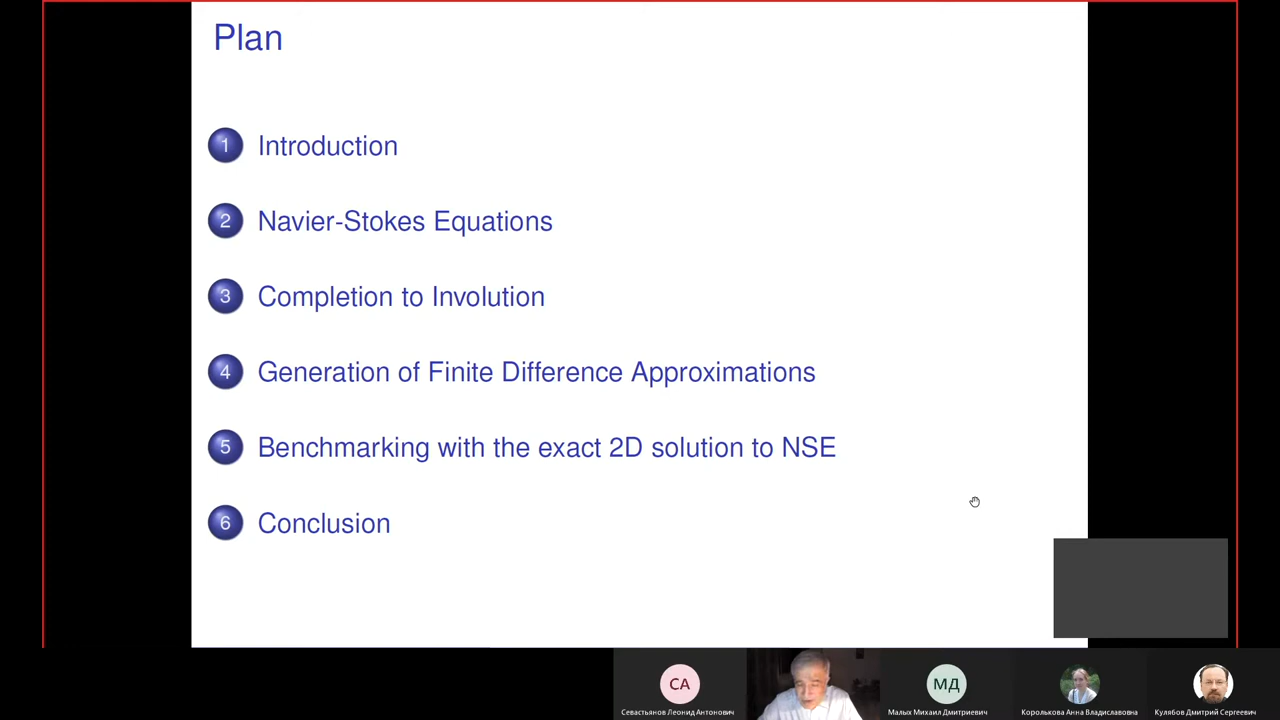 Plan
1 Introduction
2 Navier-Stokes Equations
3 Completion to Involution
4 Generation of Finite Difference Approximations
5 Benchmarking with the exact 2D solution to NSE
6 Conclusion
СА
МД
Севастьянов Леонид Антонович
Малых Михаил Дмитриевич
Королькова Анна Владиславовна
Кулябов Дмитрий Сергеевич